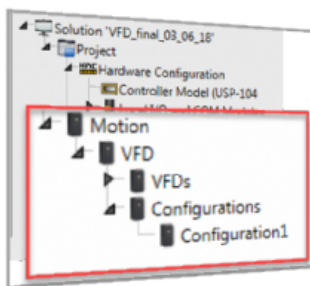 Solution 'VFD_final_03_06_18'
Project
Hardware Configuration
Controller Model (USP-104
Motion
VFD
VFDs
Configurations
Configuration1